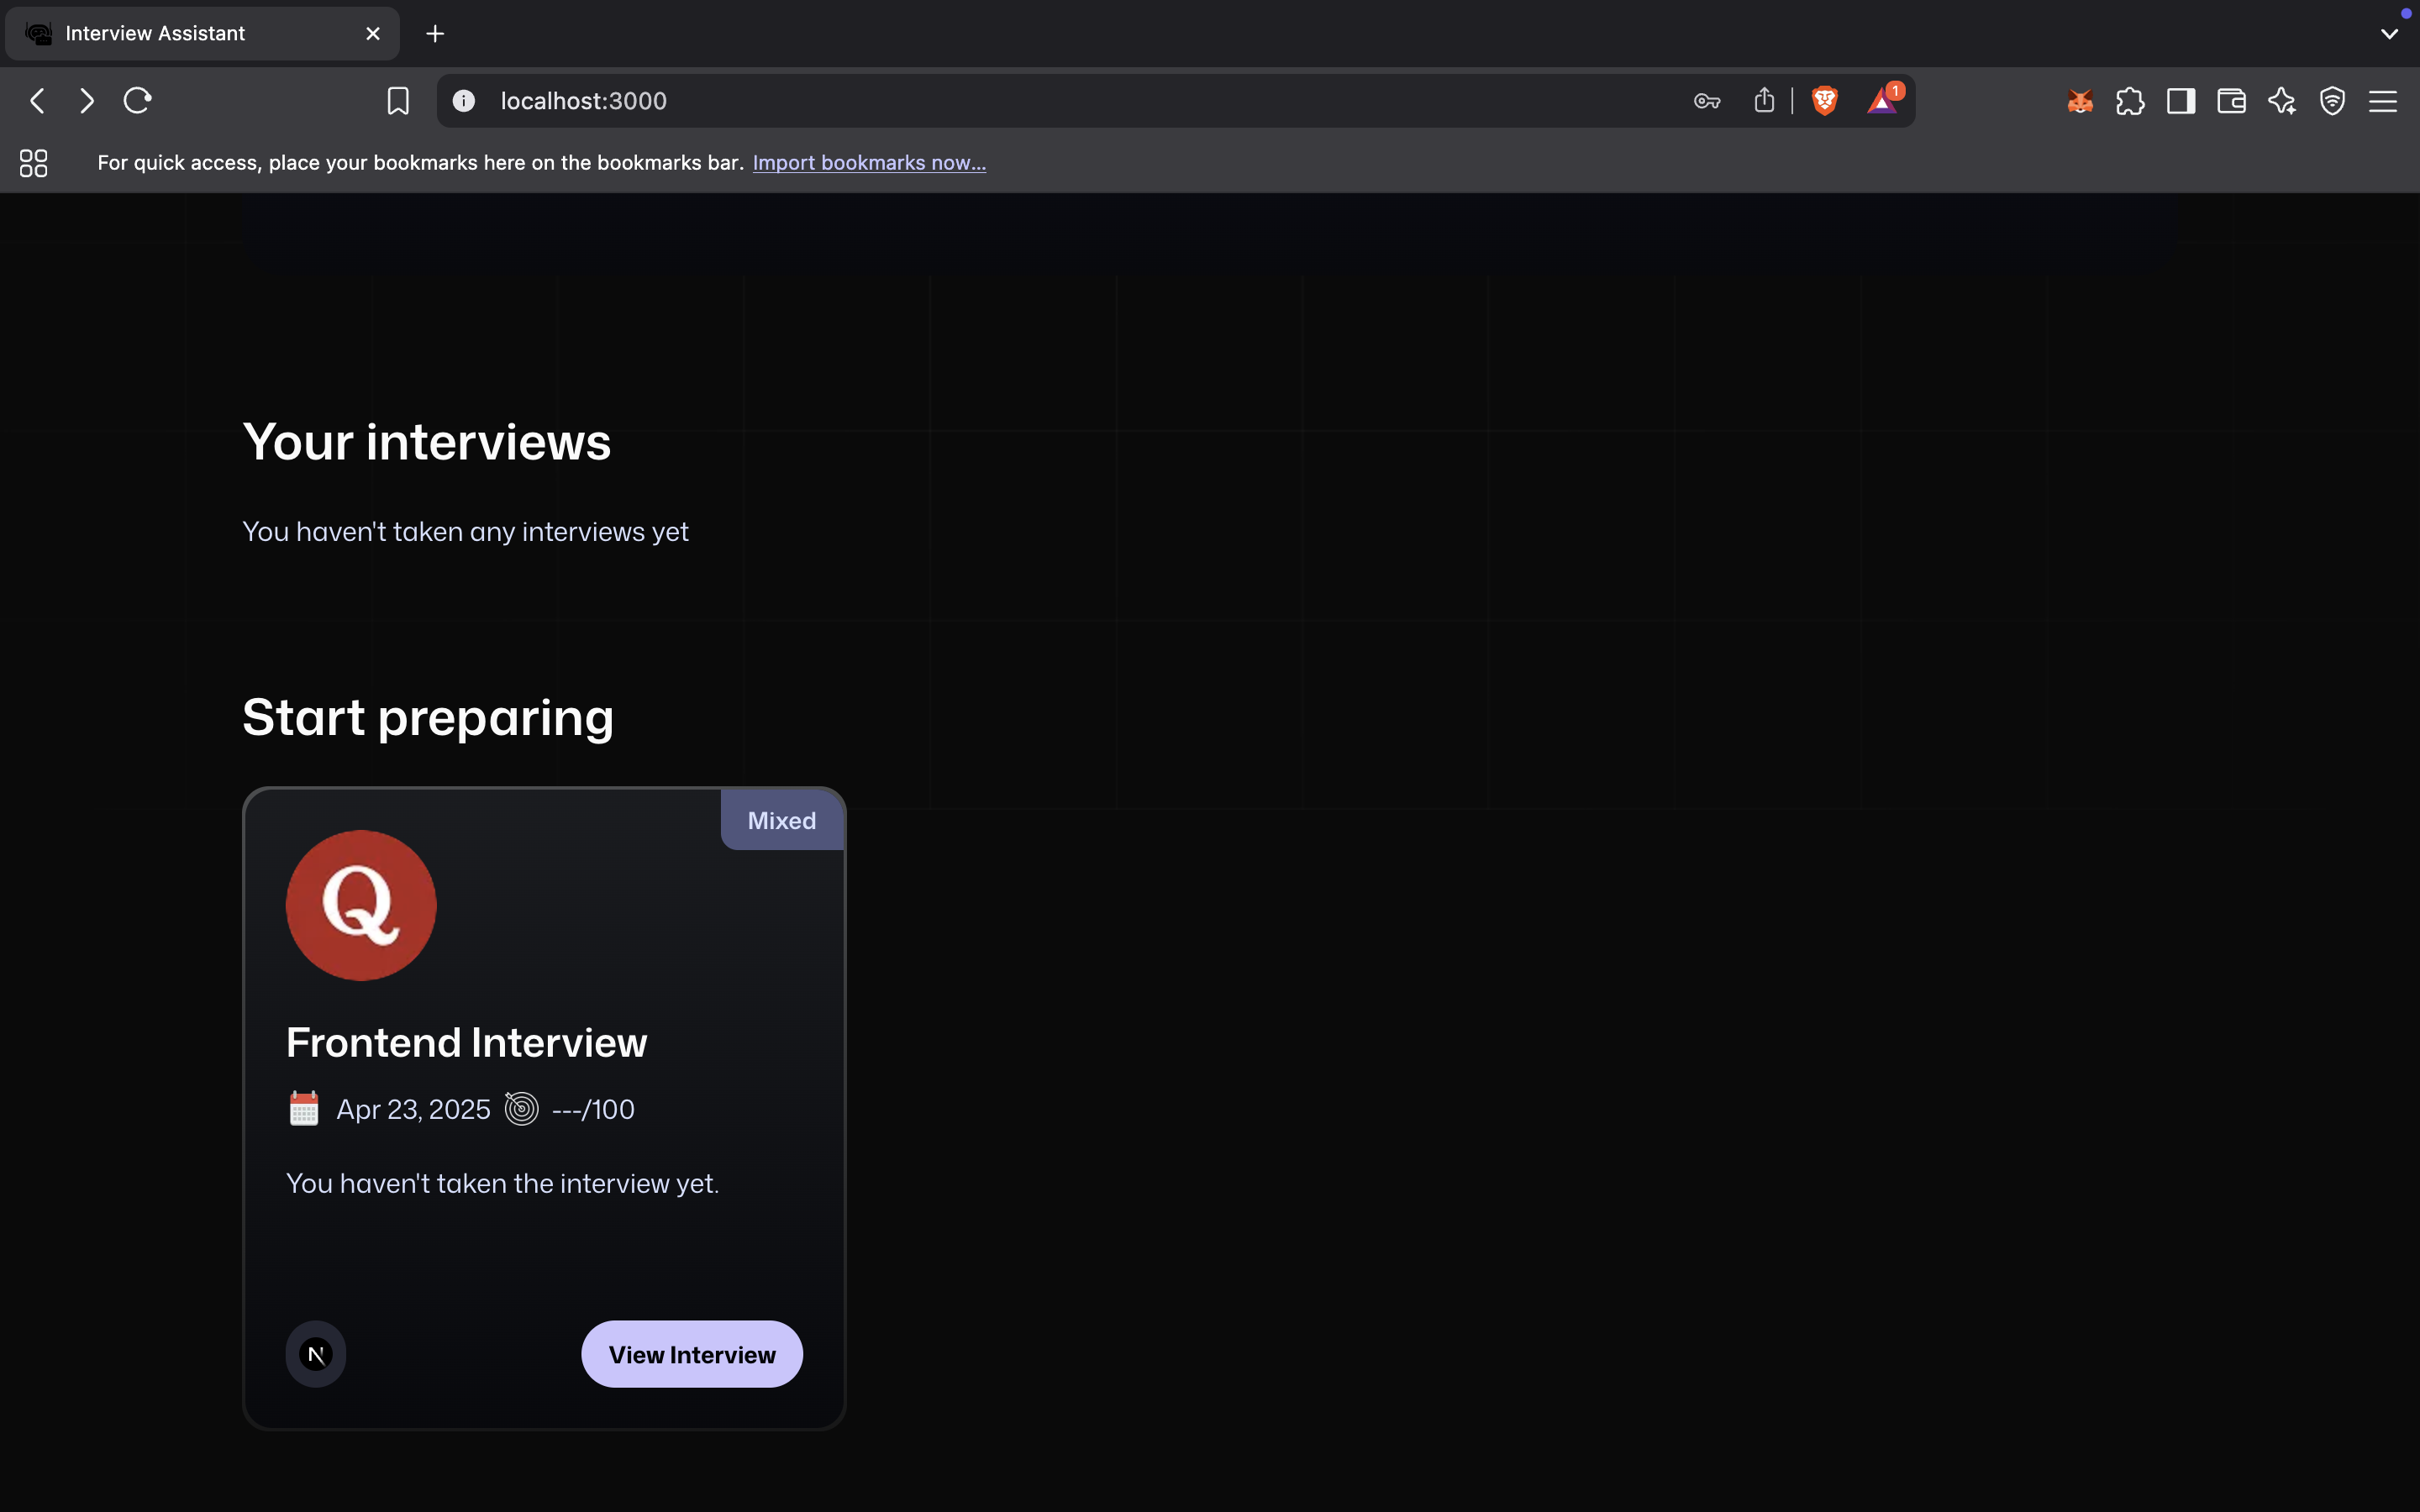 Interview Assistant
localhost:3000
1
For quick access, place your bookmarks here on the bookmarks bar. Import bookmarks now...
Your interviews
You haven't taken any interviews yet
Start preparing
Mixed
Q
Frontend Interview
Apr 23, 2025 ---/100
You haven't taken the interview yet.
N View Interview